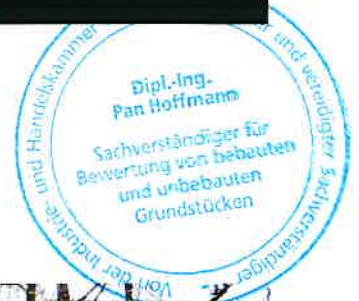 Dipl.-Ing.
Pan Hoffmann
Sachverständiger für
Bewertung von bebauten
und unbebauten
Grundstücken
Von der Industrie- und Handelskammer
und vereidigter Sachverständiger